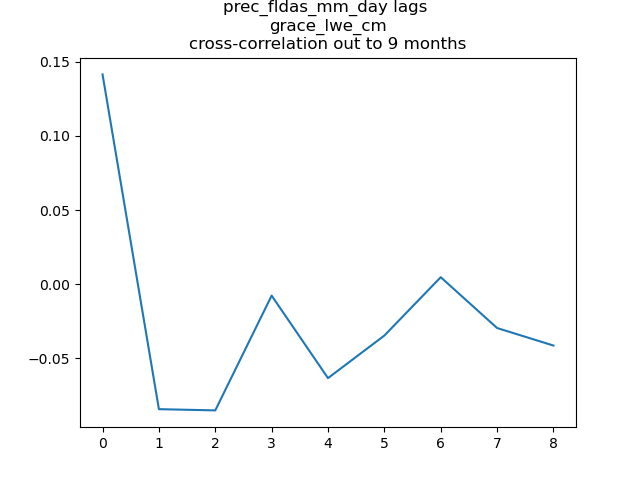 prec_fldas_mm_day lags
grace_lwe_cm
cross-correlation out to 9 months
0.15
0.10
0.05
0.00
−0.05
0 1 2 3 4 5 6 7 8